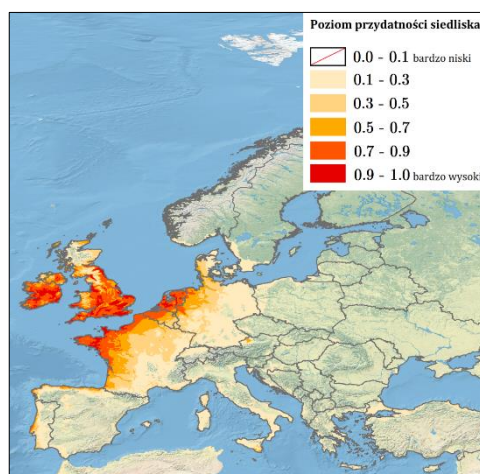 Poziom przydatności siedliska
0.0 - 0.1 bardzo niski
0.1 - 0.3
0.3 - 0.5
0.5 - 0.7
0.7 - 0.9
0.9 - 1.0 bardzo wysoki